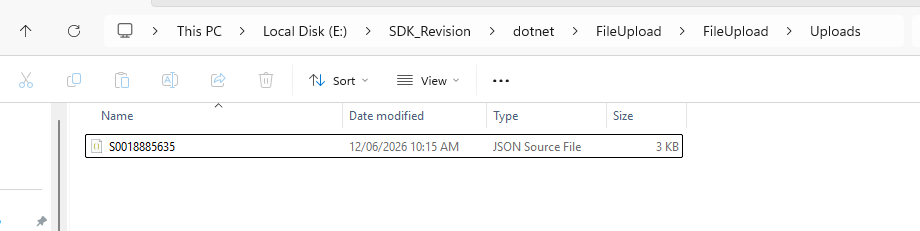 This PC > Local Disk (E:) > SDK_Revision > dotnet > FileUpload > FileUpload > Uploads
Sort View ...
Name Date modified Type Size
S0018885635 12/06/2026 10:15 AM JSON Source File 3 KB